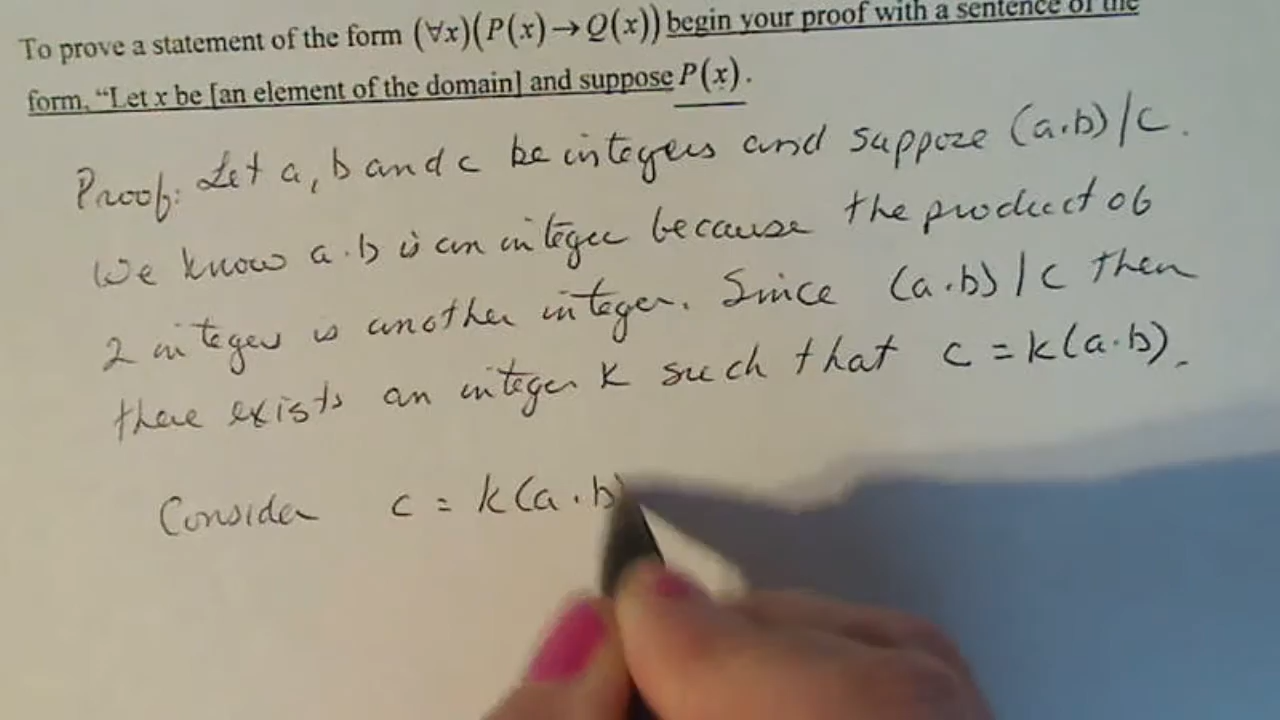 To prove a statement of the form (∀x)(P(x)→Q(x)) begin your proof with a sentence of the
form, "Let x be [an element of the domain] and suppose P(x).
Proof: Let a, b and c be integers and suppoze (a.b)/c.
We know a.b is an integer because the product of
2 integers is another integer. Since (a.b)/c then
there exists an integer k such that c = k(a.b).
Consider c = k(a.b)